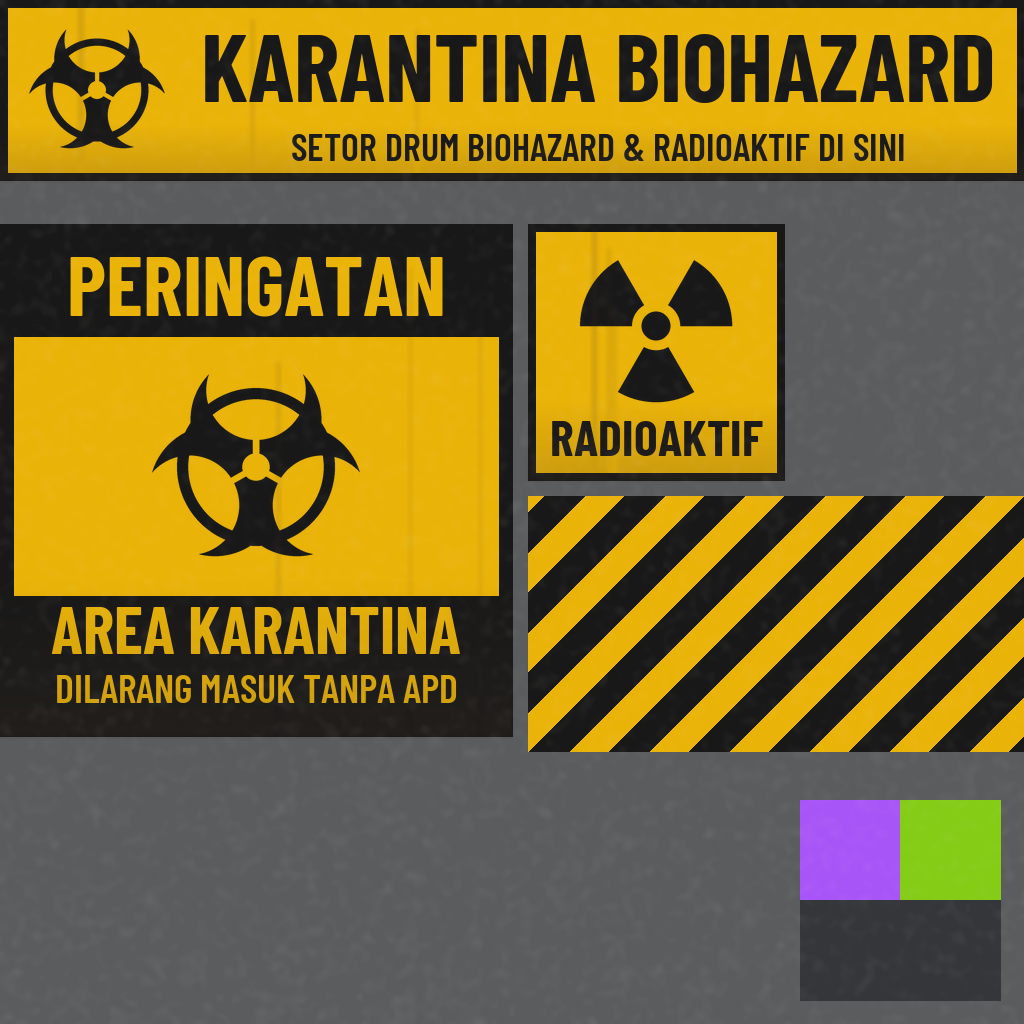 KARANTINA BIOHAZARD
SETOR DRUM BIOHAZARD & RADIOAKTIF DI SINI
PERINGATAN
AREA KARANTINA
DILARANG MASUK TANPA APD
RADIOAKTIF